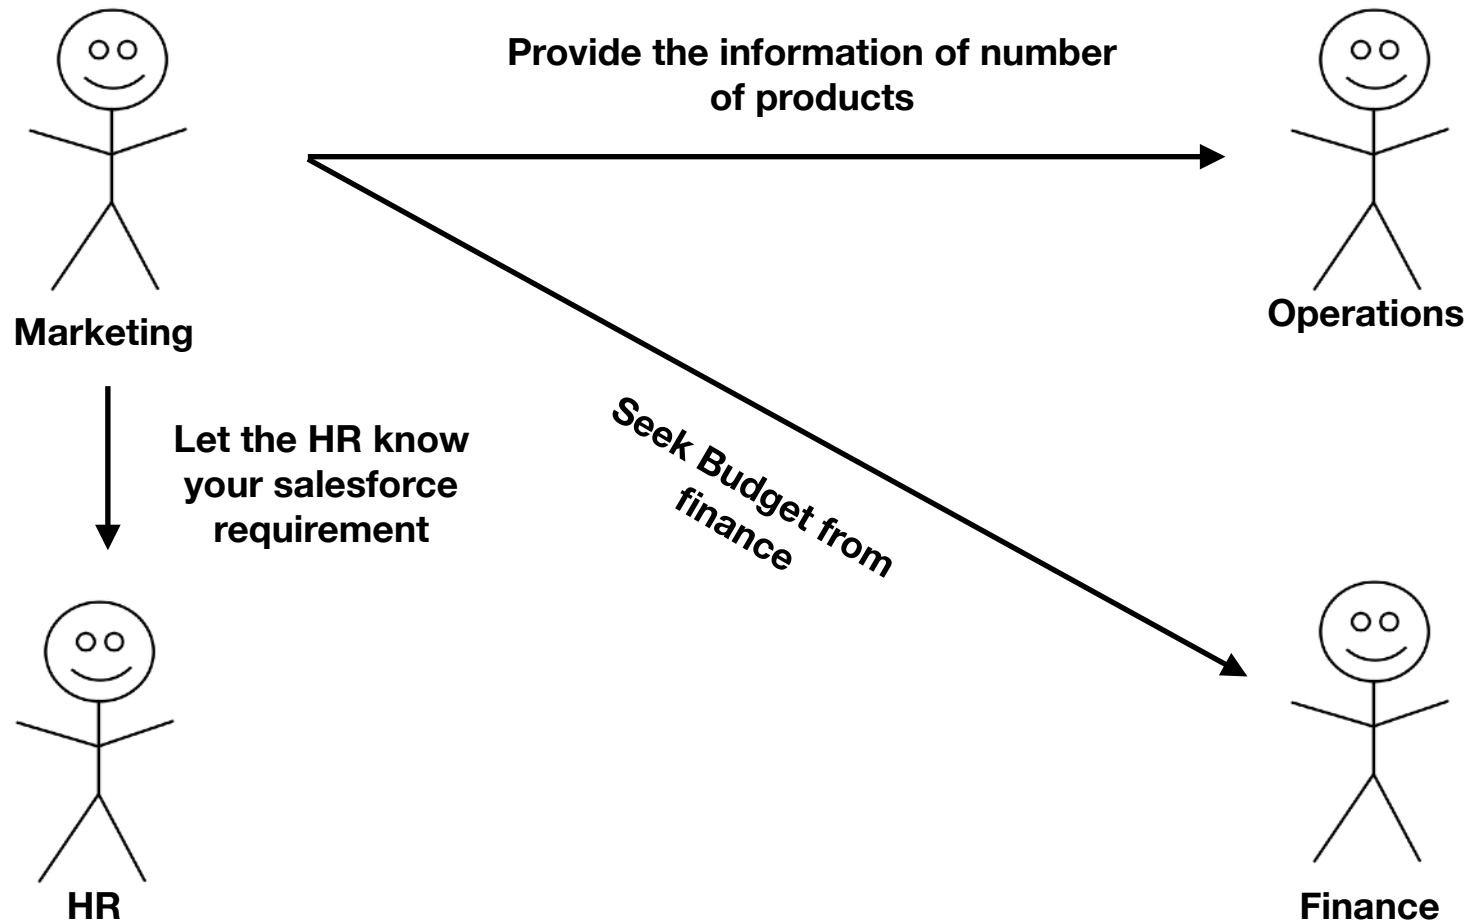 Provide the information of number
of products
Marketing
Operations
Let the HR know
your salesforce
requirement
Seek Budget from
finance
HR
Finance